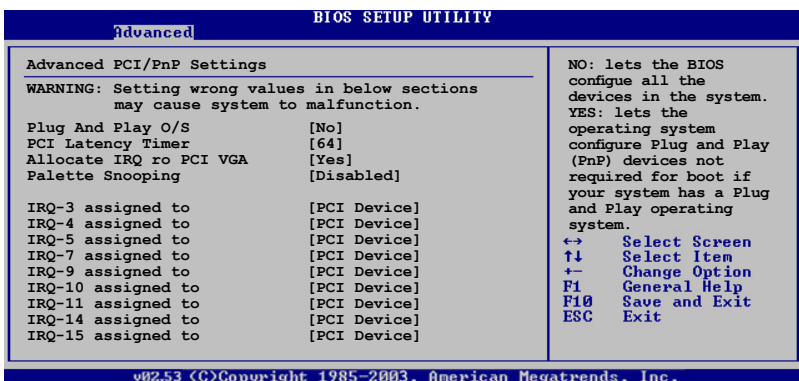 BIOS SETUP UTILITY
Advanced
Advanced PCI/PnP Settings
WARNING: Setting wrong values in below sections
may cause system to malfunction.
Plug And Play O/S [No]
PCI Latency Timer [64]
Allocate IRQ ro PCI VGA [Yes]
Palette Snooping [Disabled]
IRQ-3 assigned to [PCI Device]
IRQ-4 assigned to [PCI Device]
IRQ-5 assigned to [PCI Device]
IRQ-7 assigned to [PCI Device]
IRQ-9 assigned to [PCI Device]
IRQ-10 assigned to [PCI Device]
IRQ-11 assigned to [PCI Device]
IRQ-14 assigned to [PCI Device]
IRQ-15 assigned to [PCI Device]
NO: lets the BIOS
configue all the
devices in the system.
YES: lets the
operating system
configure Plug and Play
(PnP) devices not
required for boot if
your system has a Plug
and Play operating
system.
←→ Select Screen
↑↓ Select Item
+- Change Option
F1 General Help
F10 Save and Exit
ESC Exit
v02.53 (C)Copyright 1985-2003, American Megatrends, Inc.